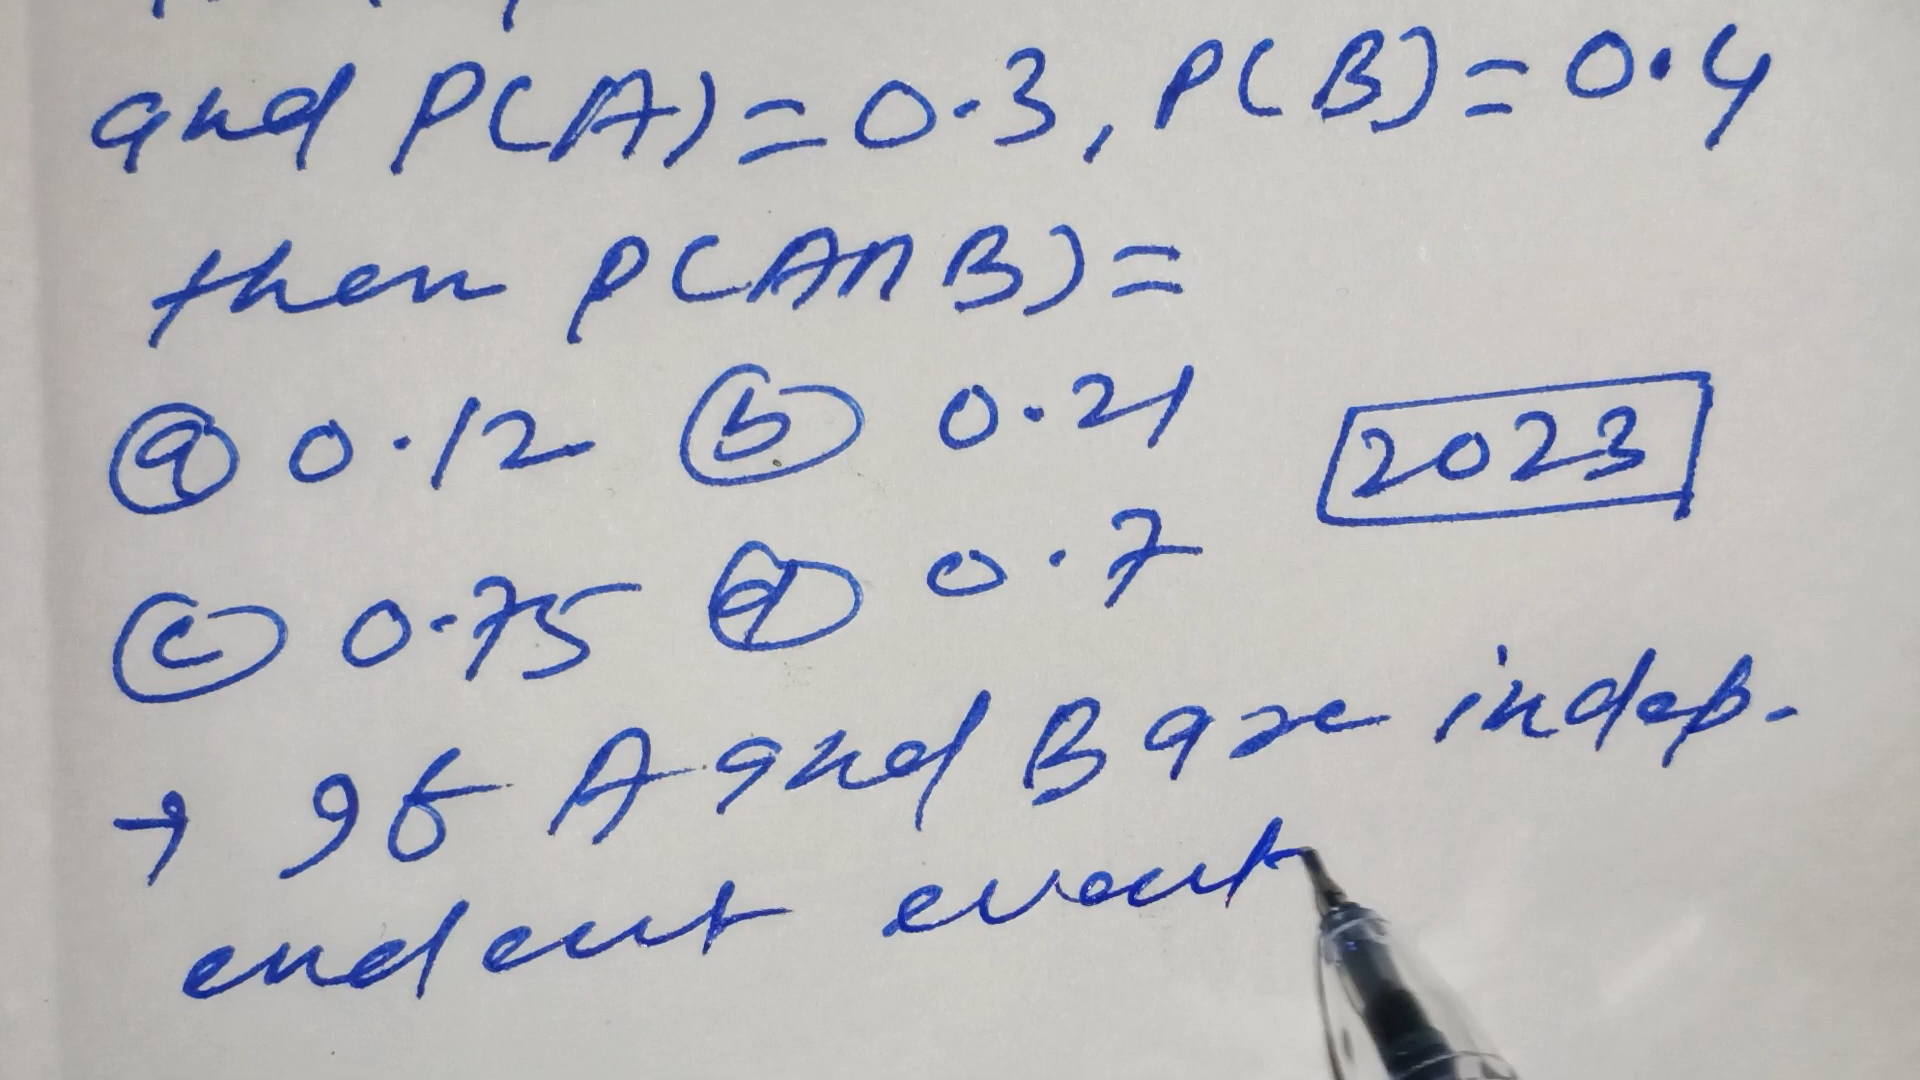 and P(A) = 0.3, P(B) = 0.4
then P(A∩B) =
(a) 0.12 (b) 0.21
2023
(c) 0.75 (d) 0.7
→ If A and B are indep-
endent event